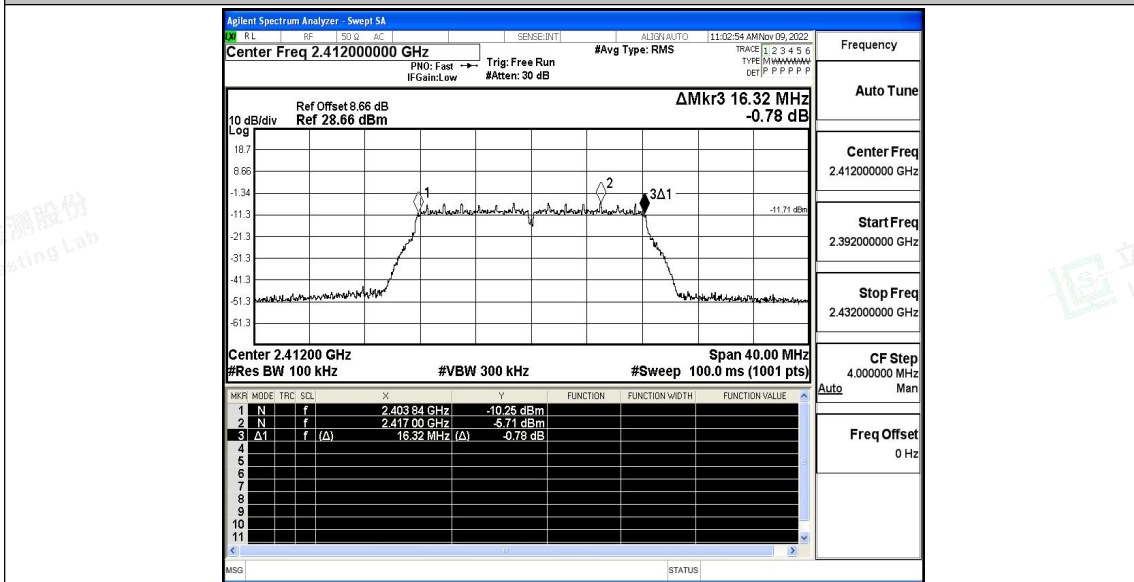 Agilent Spectrum Analyzer - Swept SA
LXI RL RF 50 Ω AC SENSE:INT ALIGN AUTO 11:02:54 AM Nov 09, 2022
Center Freq 2.412000000 GHz #Avg Type: RMS TRACE 1 2 3 4 5 6
PNO: Fast Trig: Free Run TYPE M WWWWW
IFGain:Low #Atten: 30 dB DET P P P P P P
Frequency
Auto Tune
Ref Offset 8.66 dB ΔMkr3 16.32 MHz
10 dB/div Ref 28.66 dBm -0.78 dB
Log
18.7
8.66
-1.34
-11.3
-21.3
-31.3
-41.3
-51.3
-61.3
1
2
3Δ1
-11.71 dBm
Center 2.41200 GHz Span 40.00 MHz
#Res BW 100 kHz #VBW 300 kHz #Sweep 100.0 ms (1001 pts)
Center Freq
2.412000000 GHz
Start Freq
2.392000000 GHz
Stop Freq
2.432000000 GHz
CF Step
4.000000 MHz
Auto Man
Freq Offset
0 Hz
MKR MODE TRC SCL X Y FUNCTION FUNCTION WIDTH FUNCTION VALUE
1 N f 2.403 84 GHz -10.25 dBm
2 N f 2.417 00 GHz -5.71 dBm
3 Δ1 f (Δ) 16.32 MHz (Δ) -0.78 dB
4
5
6
7
8
9
10
11
MSG STATUS
测股份
sting Lab
立